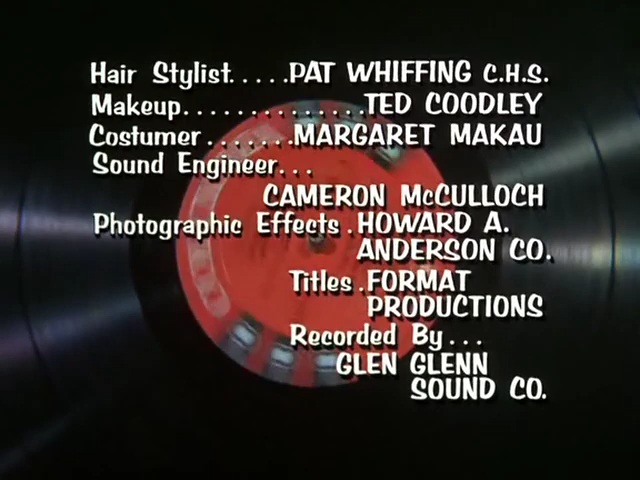 Hair Stylist.....PAT WHIFFING C.H.S.
Makeup..............TED COODLEY
Costumer.......MARGARET MAKAU
Sound Engineer...
CAMERON McCULLOCH
Photographic Effects.HOWARD A.
ANDERSON CO.
Titles.FORMAT
PRODUCTIONS
Recorded By...
GLEN GLENN
SOUND CO.